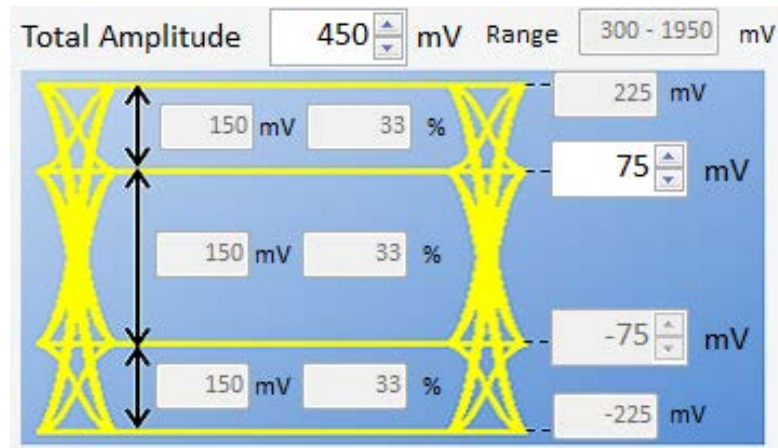 Total Amplitude 450 mV Range 300 - 1950 mV
225 mV
150 mV 33 %
75 mV
150 mV 33 %
-75 mV
150 mV 33 %
-225 mV